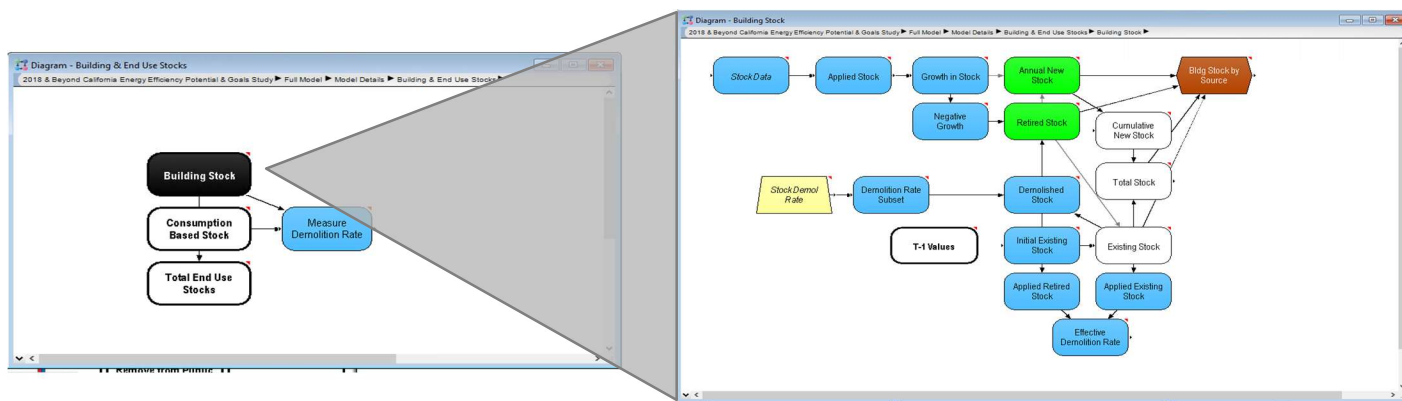 Diagram - Building & End Use Stocks
2018 & Beyond California Energy Efficiency Potential & Goals Study Full Model Model Details Building & End Use Stocks
Building Stock
Consumption
Based Stock
Measure
Demolition Rate
Total End Use
Stocks
Remove from Public
Diagram - Building Stock
2018 & Beyond California Energy Efficiency Potential & Goals Study Full Model Model Details Building & End Use Stocks Building Stock
Stock Data
Applied Stock
Growth in Stock
Annual New
Stock
Bldg Stock by
Source
Negative
Growth
Retired Stock
Cumulative
New Stock
Total Stock
Stock Demol
Rate
Demolition Rate
Subset
Demolished
Stock
T-1 Values
Initial Existing
Stock
Existing Stock
Applied Retired
Stock
Applied Existing
Stock
Effective
Demolition Rate